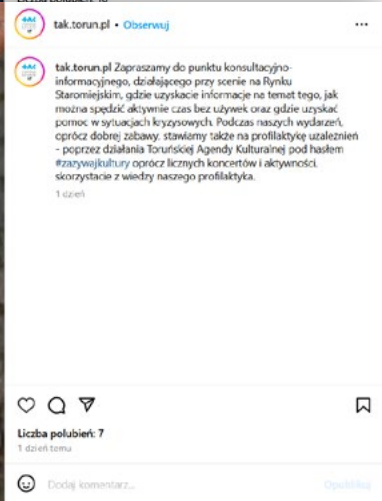 tak.torun.pl • Obserwuj
tak.torun.pl Zapraszamy do punktu konsultacyjno-
informacyjnego, działającego przy scenie na Rynku
Staromiejskim, gdzie uzyskacie informacje na temat tego, jak
można spędzić aktywnie czas bez używek oraz gdzie uzyskać
pomoc w sytuacjach kryzysowych. Podczas naszych wydarzeń,
oprócz dobrej zabawy, stawiamy także na profilaktykę uzależnień
- poprzez działania Toruńskiej Agendy Kulturalnej pod hasłem
#zazywajkultury oprócz licznych koncertów i aktywności,
skorzystacie z wiedzy naszego profilaktyka.
1 dzień
Liczba polubień: 7
1 dzień temu
Dodaj komentarz...
Opublikuj